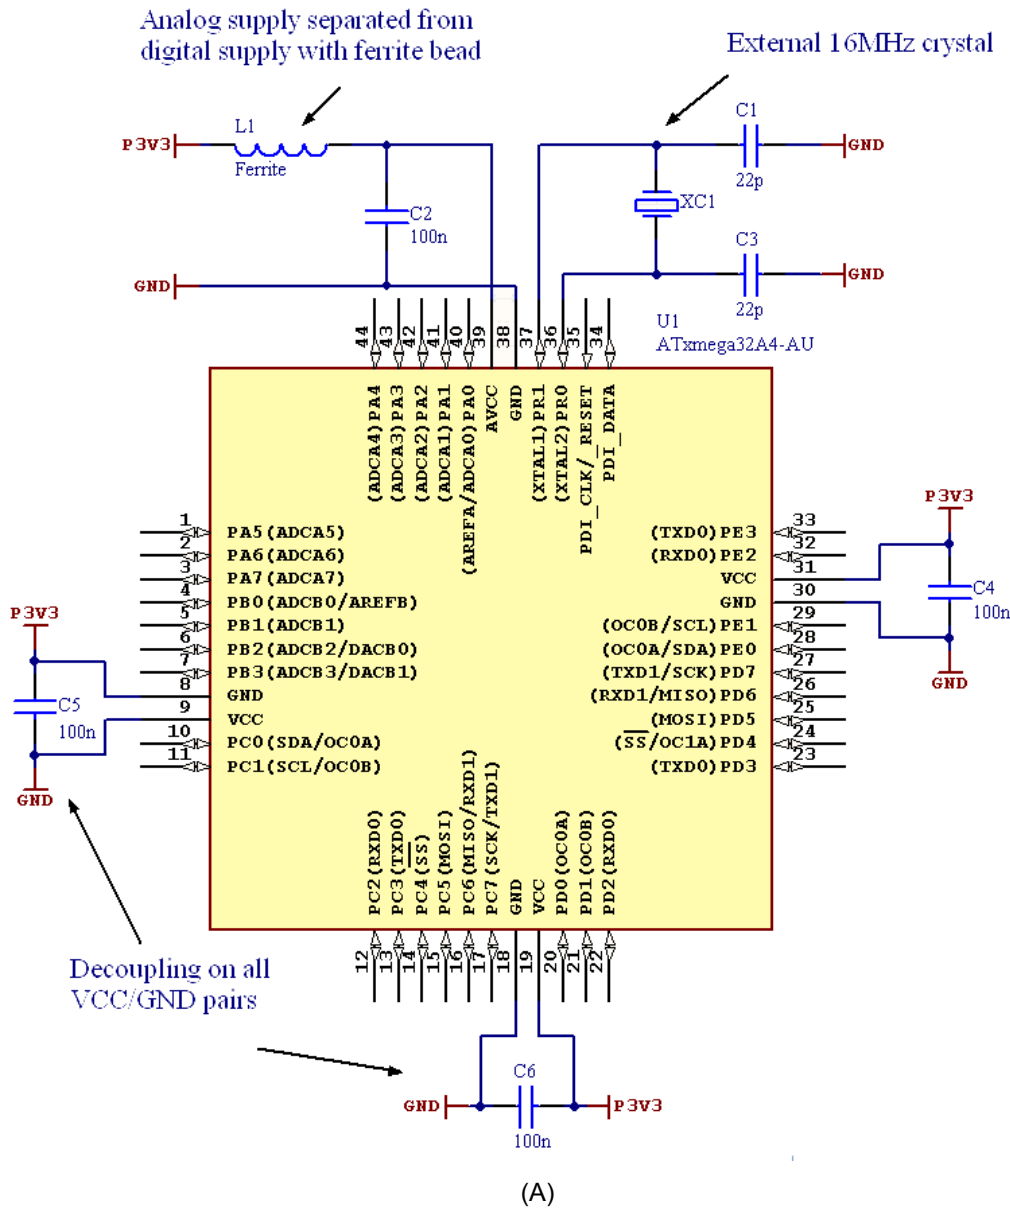 Analog supply separated from
digital supply with ferrite bead
External 16MHz crystal
P3V3
L1
Ferrite
C2
100n
GND
C1
22p
GND
XC1
C3
22p
GND
U1
ATxmega32A4-AU
44 43 42 41 40 39 38 37 36 35 34
(ADCA4)PA4
(ADCA3)PA3
(ADCA2)PA2
(ADCA1)PA1
(AREFA/ADCA0)PA0
AVCC
GND
(XTAL1)PR1
(XTAL2)PR0
PDI_CLK/_RESET
PDI_DATA
1 PA5(ADCA5)
2 PA6(ADCA6)
3 PA7(ADCA7)
4 PB0(ADCB0/AREFB)
5 PB1(ADCB1)
6 PB2(ADCB2/DACB0)
7 PB3(ADCB3/DACB1)
8 GND
9 VCC
10 PC0(SDA/OC0A)
11 PC1(SCL/OC0B)
(TXD0)PE3 33
(RXD0)PE2 32
VCC 31
GND 30
(OC0B/SCL)PE1 29
(OC0A/SDA)PE0 28
(TXD1/SCK)PD7 27
(RXD1/MISO)PD6 26
(MOSI)PD5 25
(SS/OC1A)PD4 24
(TXD0)PD3 23
P3V3
C4
100n
GND
P3V3
C5
100n
GND
PC2(RXD0)
PC3(TXD0)
PC4(SS)
PC5(MOSI)
PC6(MISO/RXD1)
PC7(SCK/TXD1)
GND
VCC
PD0(OC0A)
PD1(OC0B)
PD2(RXD0)
12 13 14 15 16 17 18 19 20 21 22
Decoupling on all
VCC/GND pairs
C6
GND
P3V3
100n
(A)